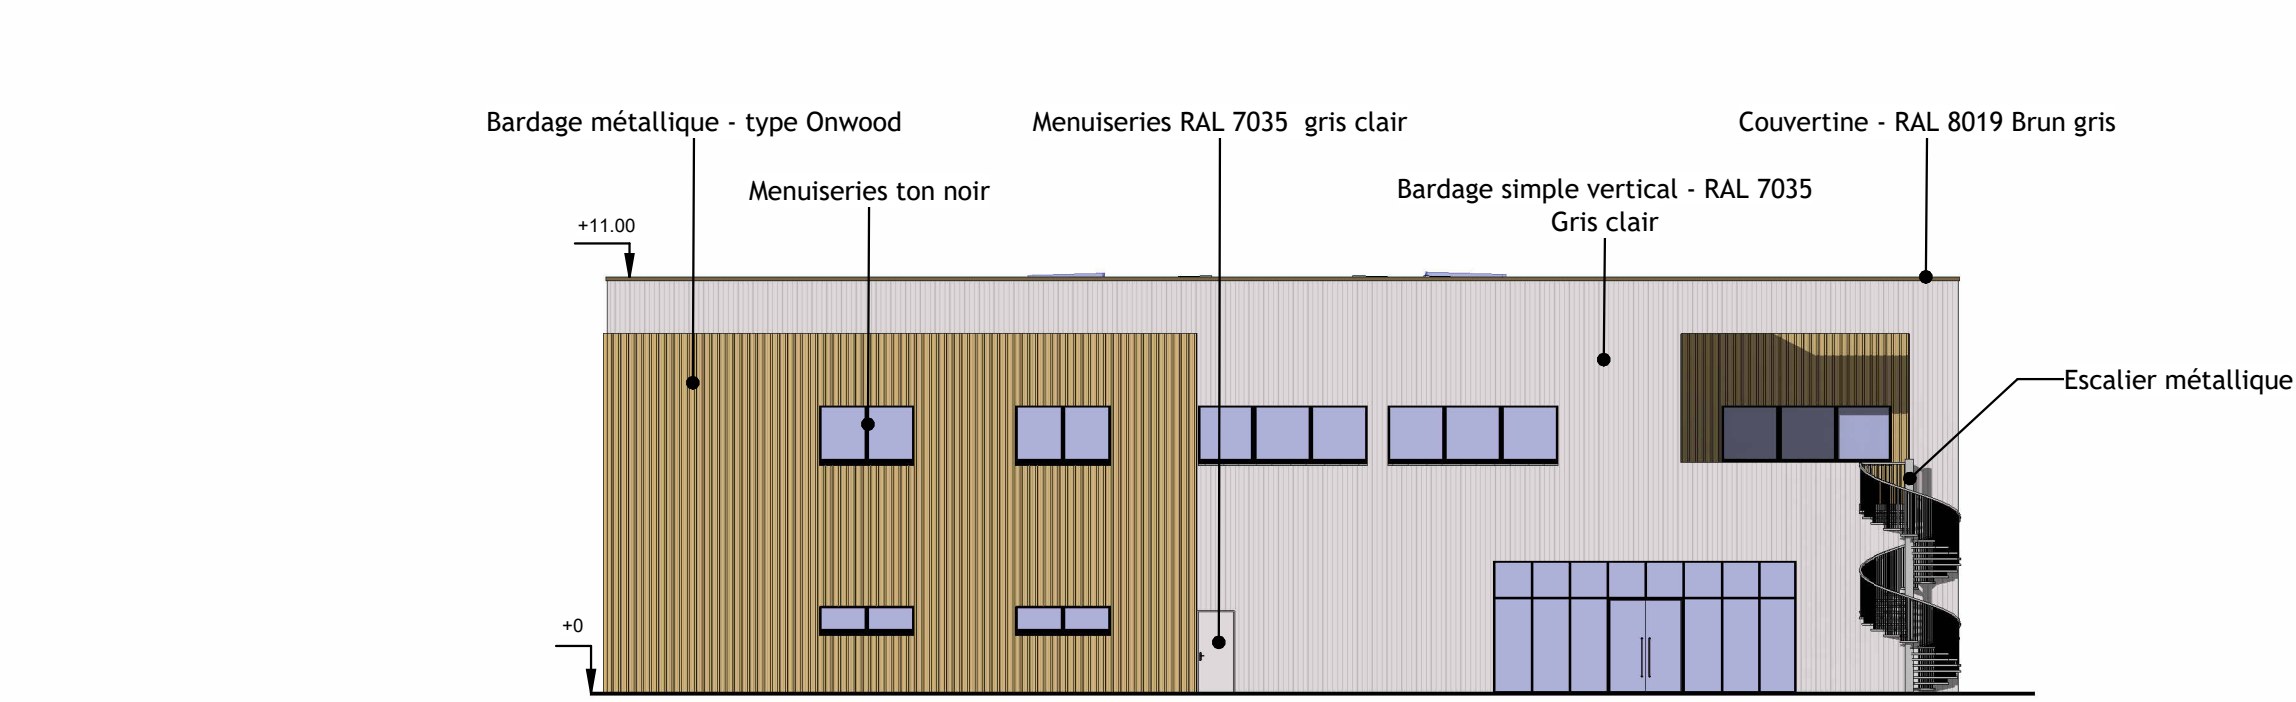 Bardage métallique - type Onwood
Menuiseries RAL 7035  gris clair
Couvertine - RAL 8019 Brun gris
Menuiseries ton noir
Bardage simple vertical - RAL 7035
Gris clair
+11.00
Escalier métallique
+0